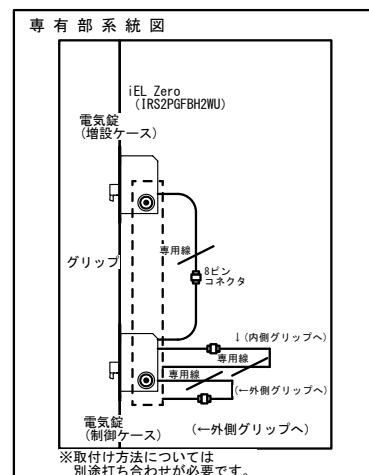 専有部系統図
iEL Zero
(IRS2PGFBH2WU)
電気錠
(増設ケース)
専用線
グリップ
8ピン
コネクタ
↓(内側グリップへ)
専用線
専用線
(←外側グリップへ)
電気錠
(制御ケース)
(←外側グリップへ)
※取付け方法については
別途打ち合わせが必要です。